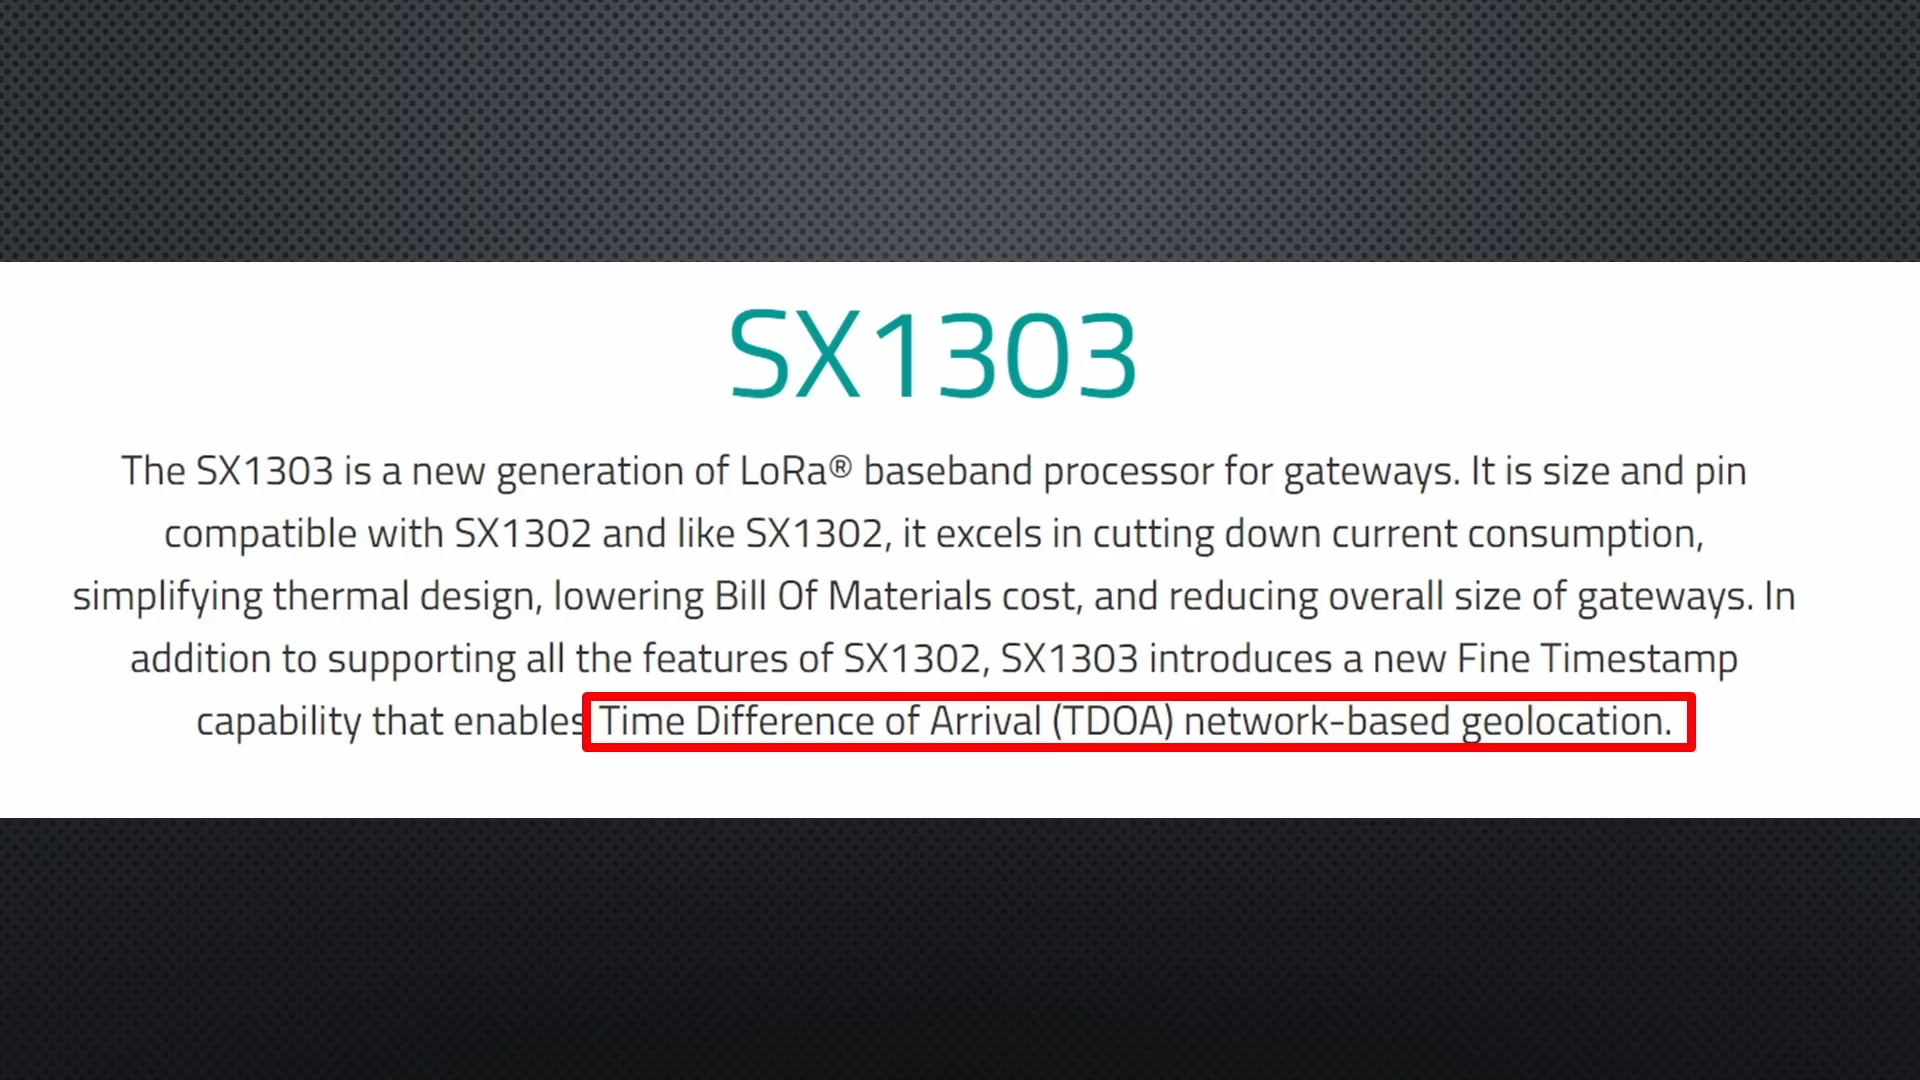 SX1303
The SX1303 is a new generation of LoRa® baseband processor for gateways. It is size and pin
compatible with SX1302 and like SX1302, it excels in cutting down current consumption,
simplifying thermal design, lowering Bill Of Materials cost, and reducing overall size of gateways. In
addition to supporting all the features of SX1302, SX1303 introduces a new Fine Timestamp
capability that enables Time Difference of Arrival (TDOA) network-based geolocation.